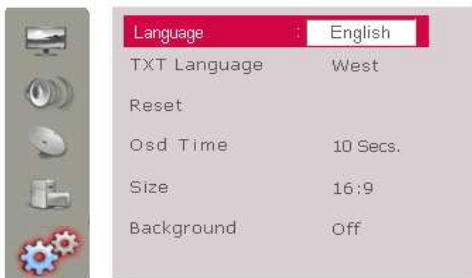 Language : English
TXT Language West
Reset
Osd Time 10 Secs.
Size 16:9
Background Off